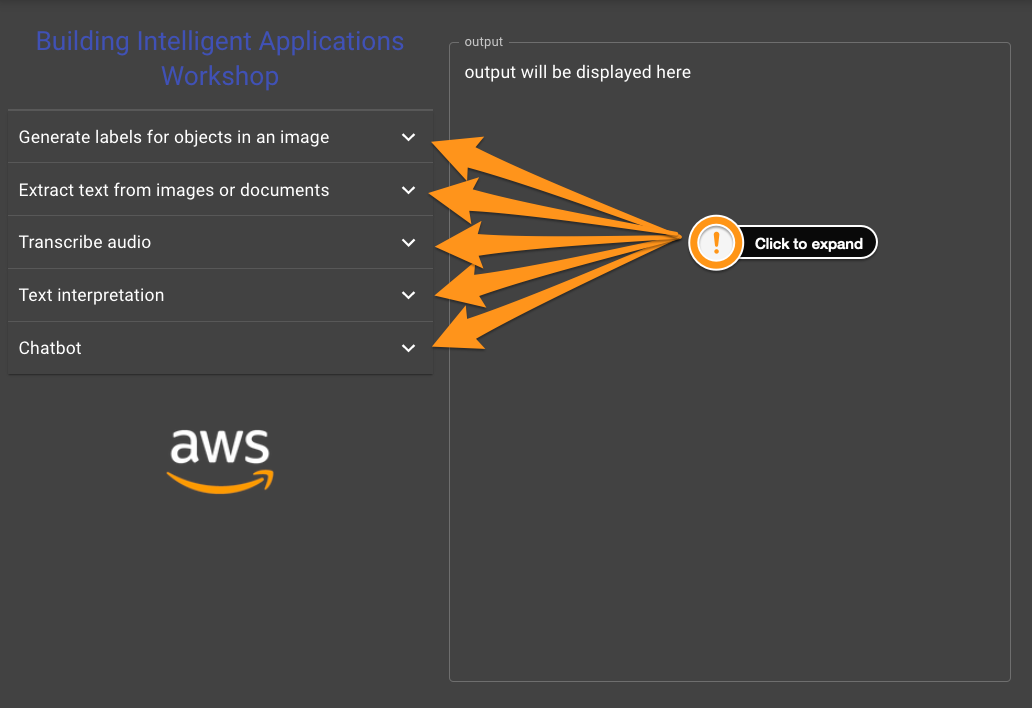 Building Intelligent Applications
Workshop
Generate labels for objects in an image
Extract text from images or documents
Transcribe audio
Text interpretation
Chatbot
aws
output
output will be displayed here
! Click to expand